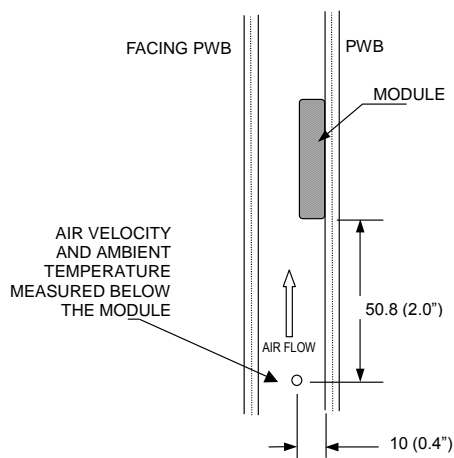 FACING PWB
PWB
MODULE
AIR VELOCITY
AND AMBIENT
TEMPERATURE
MEASURED BELOW
THE MODULE
AIR FLOW
50.8 (2.0”)
10 (0.4”)